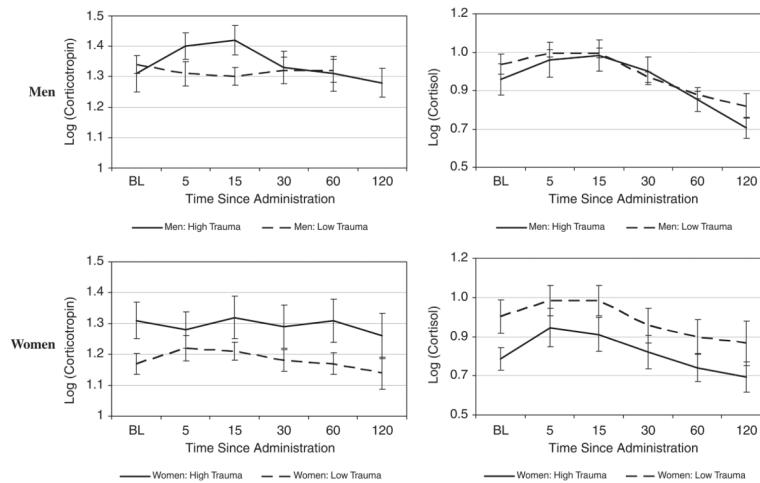 Men
Log (Corticotropin)
1.5
1.4
1.3
1.2
1.1
1
BL 5 15 30 60 120
Time Since Administration
Men: High Trauma Men: Low Trauma
Log (Cortisol)
1.2
1.0
0.9
0.7
0.5
BL 5 15 30 60 120
Time Since Administration
Men: High Trauma Men: Low Trauma
Women
Log (Corticotropin)
1.5
1.4
1.3
1.2
1.1
1
BL 5 15 30 60 120
Time Since Administration
Women: High Trauma Women: Low Trauma
Log (Cortisol)
1.2
1.0
0.9
0.7
0.5
BL 5 15 30 60 120
Time Since Administration
Women: High Trauma Women: Low Trauma